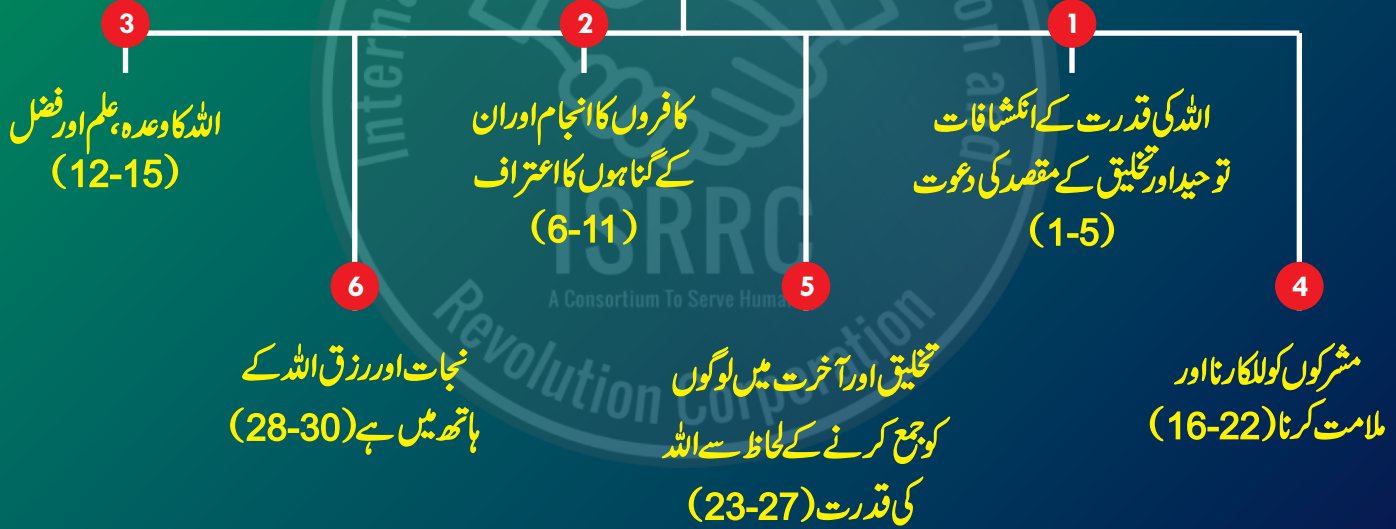 1
اللہ کی قدرت کے انکشافات
توحید اور تخلیق کے مقصد کی دعوت
(1-5)
2
کافروں کا انجام اور ان
کے گناہوں کا اعتراف
(6-11)
3
اللہ کا وعدہ، علم اور فضل
(12-15)
4
مشرکوں کو للکارنا اور
ملامت کرنا (16-22)
5
تخلیق اور آخرت میں لوگوں
کو جمع کرنے کے لحاظ سے اللہ
کی قدرت (23-27)
6
نجات اور رزق اللہ کے
ہاتھ میں ہے (28-30)
ISRRC
A Consortium To Serve
Revolution Corporation